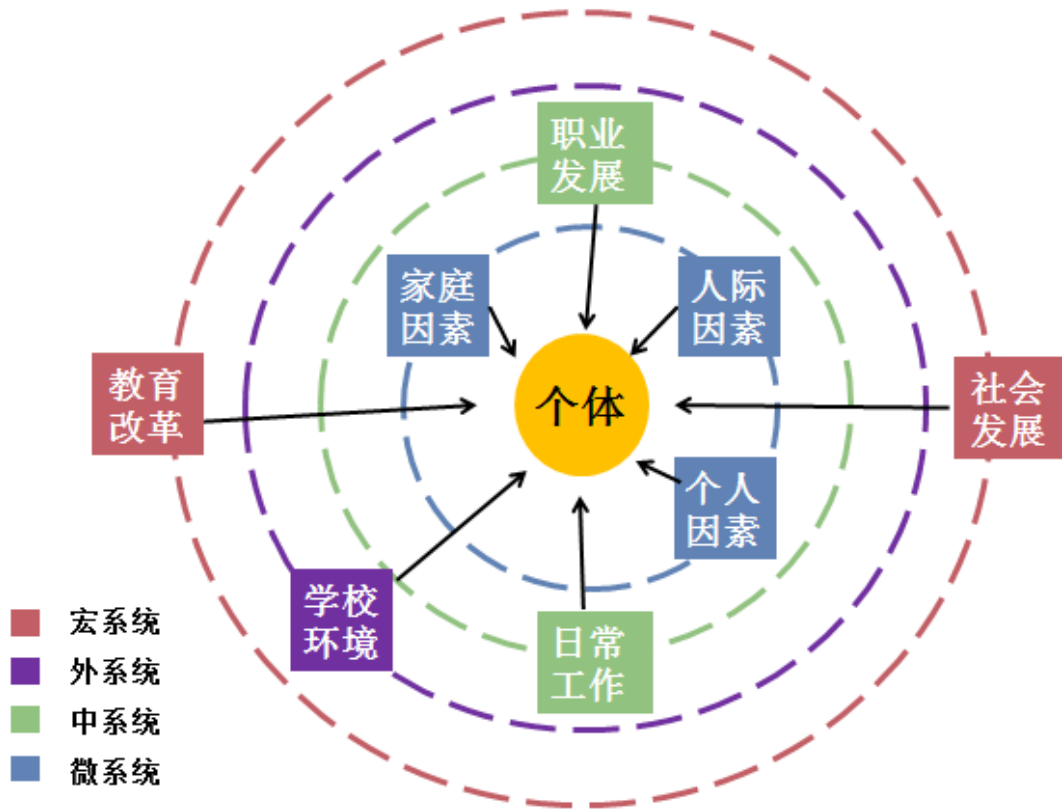 职业
发展
家庭
因素
人际
因素
教育
改革
个体
社会
发展
个人
因素
学校
环境
日常
工作
宏系统
外系统
中系统
微系统